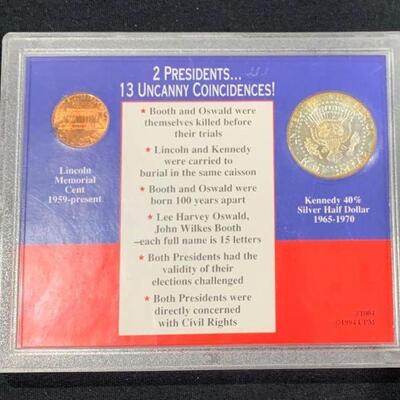 2 PRESIDENTS...
13 UNCANNY COINCIDENCES!
★ Booth and Oswald were
themselves killed before
their trials
★ Lincoln and Kennedy
were carried to
burial in the same caisson
★ Booth and Oswald were
born 100 years apart
★ Lee Harvey Oswald,
John Wilkes Booth
–each full name is 15 letters
★ Both Presidents had the
validity of their
elections challenged
★ Both Presidents were
directly concerned
with Civil Rights
Lincoln
Memorial
Cent
1959-present
Kennedy 40%
Silver Half Dollar
1965-1970
©1994 UPM